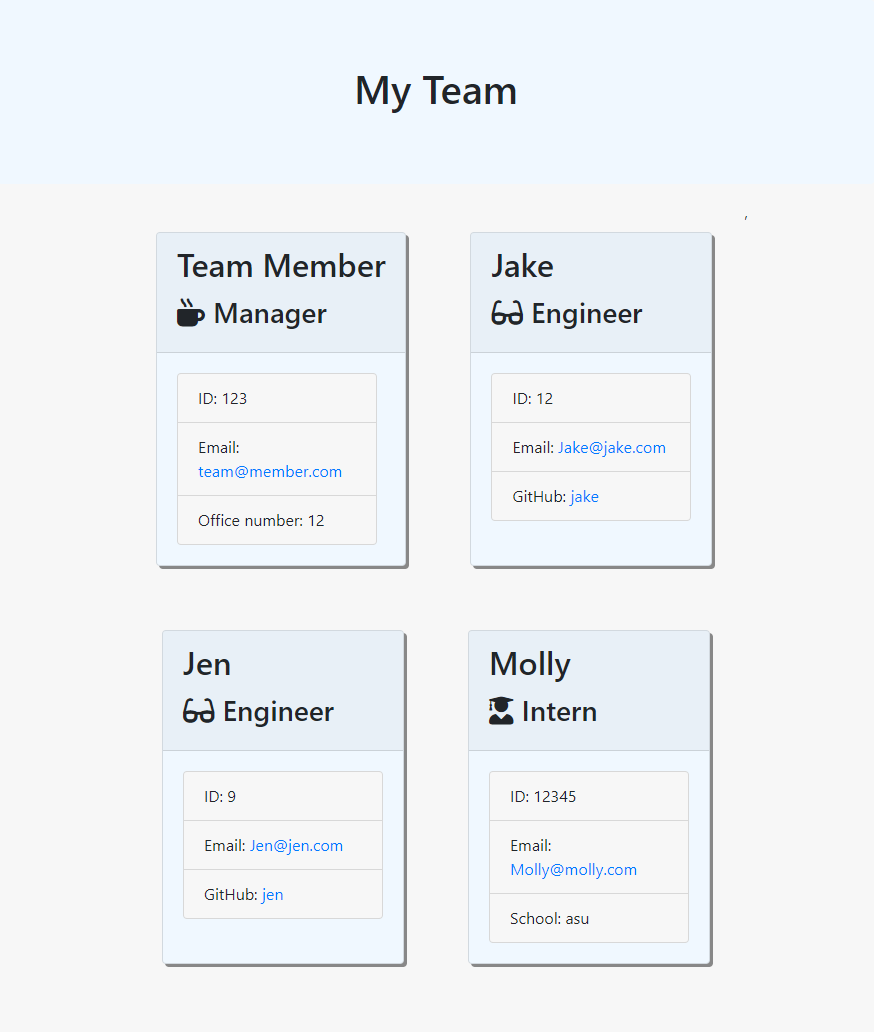 My Team
,
Team Member
Manager
ID: 123
Email:
team@member.com
Office number: 12
Jake
Engineer
ID: 12
Email: Jake@jake.com
GitHub: jake
Jen
Engineer
ID: 9
Email: Jen@jen.com
GitHub: jen
Molly
Intern
ID: 12345
Email:
Molly@molly.com
School: asu